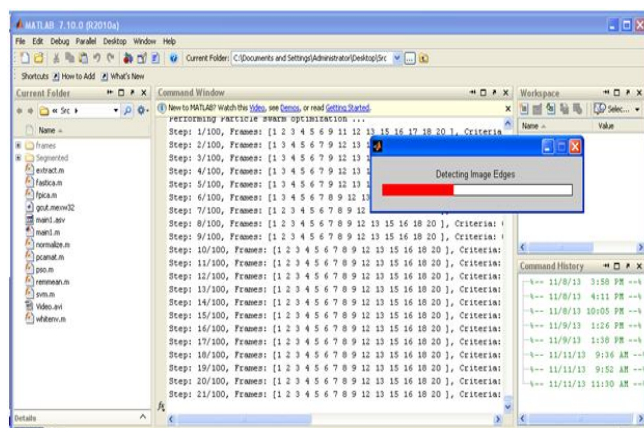 MATLAB 7.10.0 (R2010a)
File Edit Debug Parallel Desktop Window Help
Current Folder: C:\Documents and Settings\Administrator\Desktop\Src
Shortcuts How to Add What's New
Current Folder
« Src
Name
frames
Segmented
extract.m
fastica.m
fpica.m
gcut.mexw32
main1.asv
main1.m
normalize.m
pcamat.m
pso.m
remmean.m
svm.m
Video.avi
whitenv.m
Details
Command Window
New to MATLAB? Watch this Video, see Demos, or read Getting Started.
Performing Particle Swarm Optimization ...
Step: 1/100, Frames: [1 2 3 4 5 6 9 11 12 13 15 16 17 18 20 ], Criteria
Step: 2/100, Frames: [1 3 4 5 6 7 9 12 13
Step: 3/100, Frames: [1 3 4 5 6 7 9 12 13
Step: 4/100, Frames: [1 3 4 5 6 7 9 12 13
Step: 5/100, Frames: [1 3 4 5 6 7 9 12 13
Step: 6/100, Frames: [1 3 4 5 6 7 8 9 12
Step: 7/100, Frames: [1 2 3 4 5 6 7 8 9 12
Step: 8/100, Frames: [1 2 3 4 5 6 7 8 9 12 13 15 16 18 20 ], Criteria:
Step: 9/100, Frames: [1 2 3 4 5 6 7 8 9 12 13 15 16 18 20 ], Criteria:
Step: 10/100, Frames: [1 2 3 4 5 6 7 8 9 12 13 15 16 18 20 ], Criteria:
Step: 11/100, Frames: [1 2 3 4 5 6 7 8 9 12 13 15 16 18 20 ], Criteria:
Step: 12/100, Frames: [1 2 3 4 5 6 7 8 9 12 13 15 16 18 20 ], Criteria:
Step: 13/100, Frames: [1 2 3 4 5 6 7 8 9 12 13 15 16 18 20 ], Criteria:
Step: 14/100, Frames: [1 2 3 4 5 6 7 8 9 12 13 15 16 18 20 ], Criteria:
Step: 15/100, Frames: [1 2 3 4 5 6 7 8 9 12 13 15 16 18 20 ], Criteria:
Step: 16/100, Frames: [1 2 3 4 5 6 7 8 9 12 13 15 16 18 20 ], Criteria:
Step: 17/100, Frames: [1 2 3 4 5 6 7 8 9 12 13 15 16 18 20 ], Criteria:
Step: 18/100, Frames: [1 2 3 4 5 6 7 8 9 12 13 15 16 18 20 ], Criteria:
Step: 19/100, Frames: [1 2 3 4 5 6 7 8 9 12 13 15 16 18 20 ], Criteria:
Step: 20/100, Frames: [1 2 3 4 5 6 7 8 9 12 13 15 16 18 20 ], Criteria:
Step: 21/100, Frames: [1 2 3 4 5 6 7 8 9 12 13 15 16 18 20 ], Criteria:
fx
Detecting Image Edges
Workspace
Selec...
Name Value
Command History
%-- 11/8/13 3:58 PM --%
%-- 11/8/13 4:11 PM --%
%-- 11/8/13 10:05 PM --%
%-- 11/9/13 1:26 PM --%
%-- 11/9/13 1:38 PM --%
%-- 11/11/13 9:36 AM --%
%-- 11/11/13 9:52 AM --%
%-- 11/11/13 11:30 AM --%